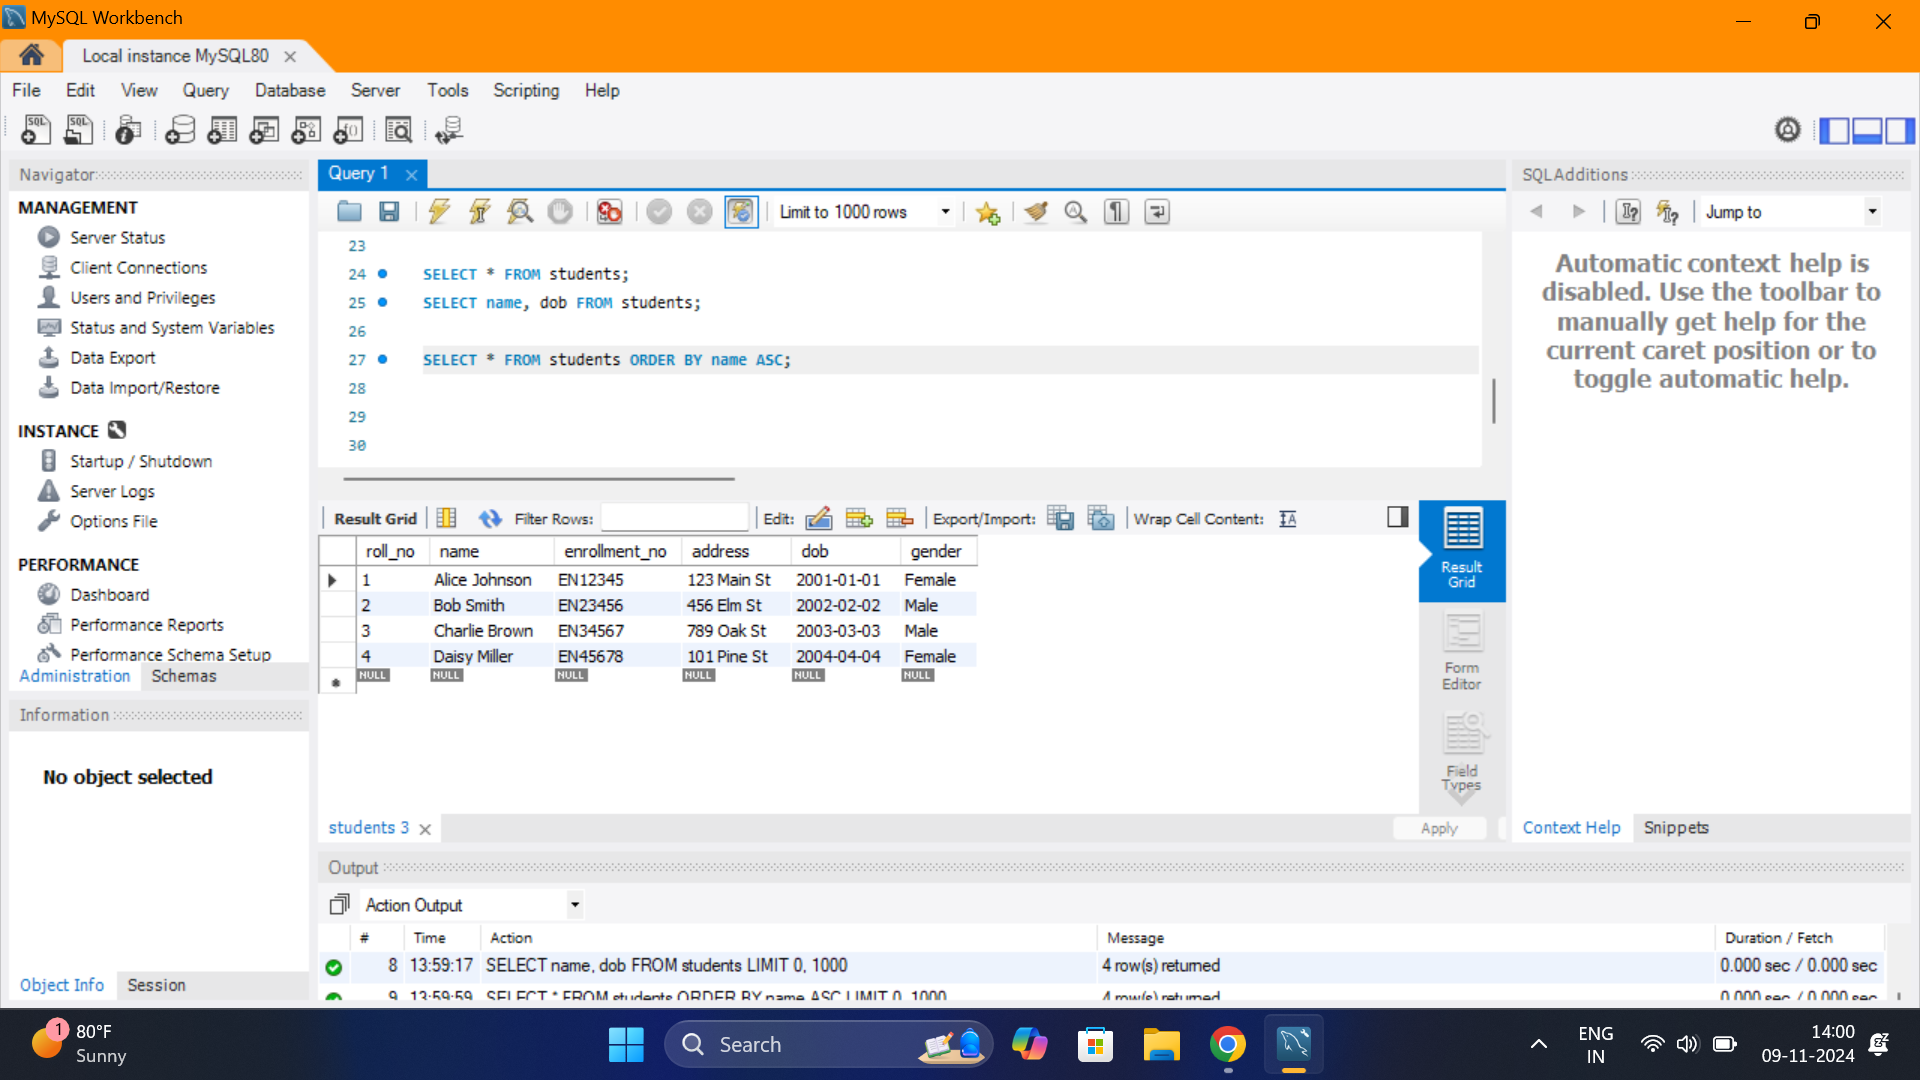 MySQL Workbench
Local instance MySQL80
File Edit View Query Database Server Tools Scripting Help
Navigator
MANAGEMENT
Server Status
Client Connections
Users and Privileges
Status and System Variables
Data Export
Data Import/Restore
INSTANCE
Startup / Shutdown
Server Logs
Options File
PERFORMANCE
Dashboard
Performance Reports
Performance Schema Setup
Administration Schemas
Information
No object selected
Object Info Session
Query 1
Limit to 1000 rows
23
24 SELECT * FROM students;
25 SELECT name, dob FROM students;
26
27 SELECT * FROM students ORDER BY name ASC;
28
29
30
Result Grid Filter Rows: Edit: Export/Import: Wrap Cell Content:
roll_no name enrollment_no address dob gender
1 Alice Johnson EN12345 123 Main St 2001-01-01 Female
2 Bob Smith EN23456 456 Elm St 2002-02-02 Male
3 Charlie Brown EN34567 789 Oak St 2003-03-03 Male
4 Daisy Miller EN45678 101 Pine St 2004-04-04 Female
NULL NULL NULL NULL NULL NULL
Result
Grid
Form
Editor
Field
Types
students 3
Apply
SQLAdditions
Jump to
Automatic context help is
disabled. Use the toolbar to
manually get help for the
current caret position or to
toggle automatic help.
Context Help Snippets
Output
Action Output
# Time Action Message Duration / Fetch
8 13:59:17 SELECT name, dob FROM students LIMIT 0, 1000 4 row(s) returned 0.000 sec / 0.000 sec
9 13:59:59 SELECT * FROM students ORDER BY name ASC LIMIT 0, 1000 4 row(s) returned 0.000 sec / 0.000 sec
1
80°F
Sunny
Search
ENG
IN
14:00
09-11-2024